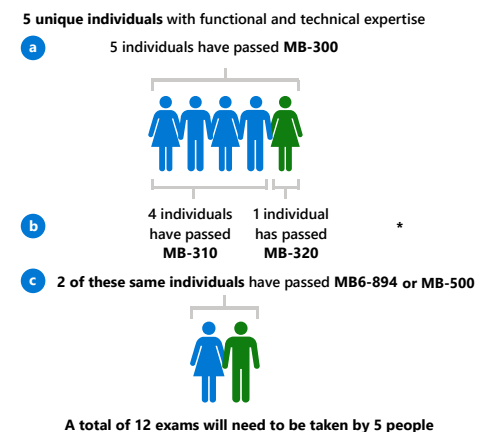 5 unique individuals with functional and technical expertise
a 5 individuals have passed MB-300
4 individuals 1 individual
have passed has passed
b *
MB-310 MB-320
c 2 of these same individuals have passed MB6-894 or MB-500
A total of 12 exams will need to be taken by 5 people